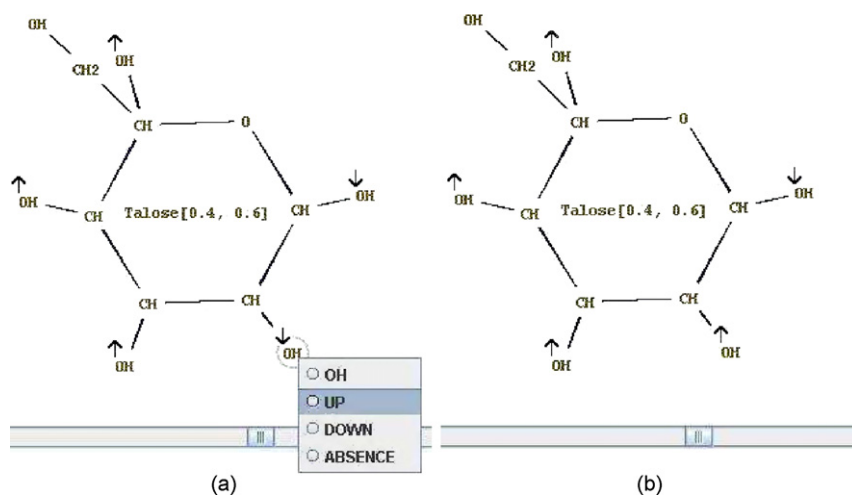 OH
OH
CH2
CH
O
OH
OH
CH
Talose[0.4, 0.6]
CH
CH
CH
OH
OH
OH
UP
DOWN
ABSENCE
(a)
OH
OH
CH2
CH
O
OH
OH
CH
Talose[0.4, 0.6]
CH
CH
CH
OH
OH
(b)